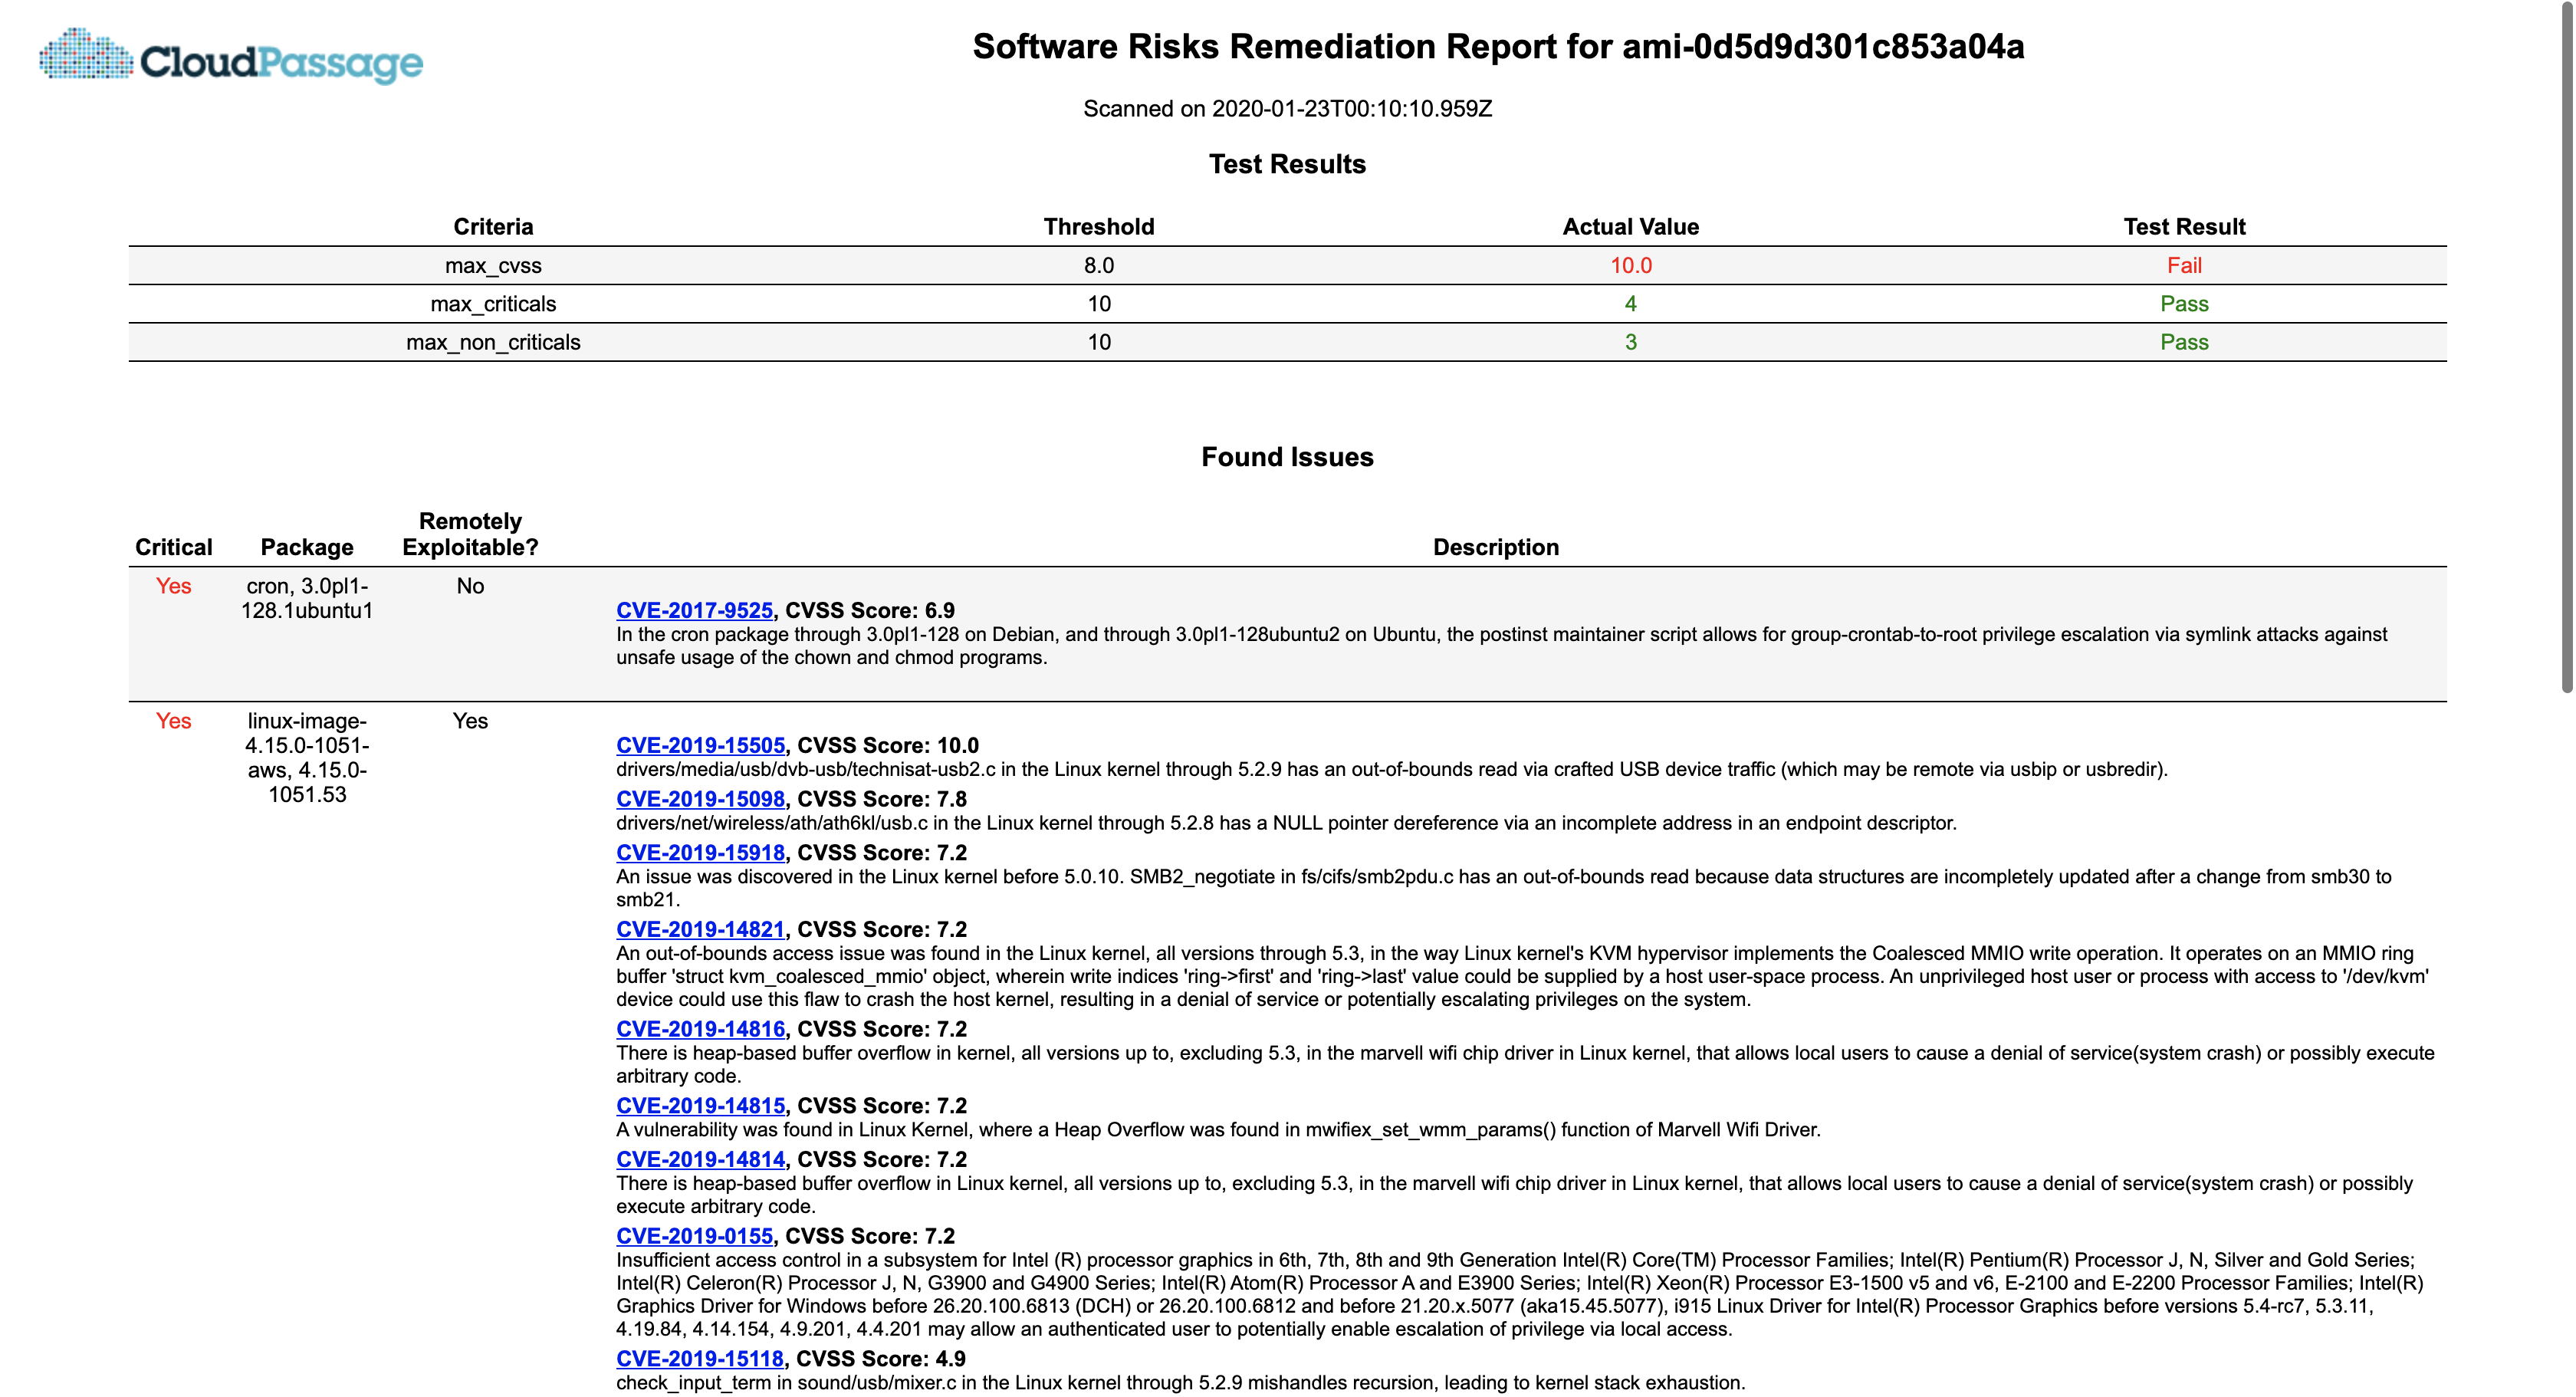 CloudPassage
Software Risks Remediation Report for ami-0d5d9d301c853a04a
Scanned on 2020-01-23T00:10:10.959Z
Test Results
Criteria Threshold Actual Value Test Result
max_cvss 8.0 10.0 Fail
max_criticals 10 4 Pass
max_non_criticals 10 3 Pass
Found Issues
Critical Package Remotely Exploitable? Description
Yes cron, 3.0pl1-128.1ubuntu1 No
CVE-2017-9525, CVSS Score: 6.9
In the cron package through 3.0pl1-128 on Debian, and through 3.0pl1-128ubuntu2 on Ubuntu, the postinst maintainer script allows for group-crontab-to-root privilege escalation via symlink attacks against
unsafe usage of the chown and chmod programs.
Yes linux-image-4.15.0-1051-aws, 4.15.0-1051.53 Yes
CVE-2019-15505, CVSS Score: 10.0
drivers/media/usb/dvb-usb/technisat-usb2.c in the Linux kernel through 5.2.9 has an out-of-bounds read via crafted USB device traffic (which may be remote via usbip or usbredir).
CVE-2019-15098, CVSS Score: 7.8
drivers/net/wireless/ath/ath6kl/usb.c in the Linux kernel through 5.2.8 has a NULL pointer dereference via an incomplete address in an endpoint descriptor.
CVE-2019-15918, CVSS Score: 7.2
An issue was discovered in the Linux kernel before 5.0.10. SMB2_negotiate in fs/cifs/smb2pdu.c has an out-of-bounds read because data structures are incompletely updated after a change from smb30 to
smb21.
CVE-2019-14821, CVSS Score: 7.2
An out-of-bounds access issue was found in the Linux kernel, all versions through 5.3, in the way Linux kernel's KVM hypervisor implements the Coalesced MMIO write operation. It operates on an MMIO ring
buffer 'struct kvm_coalesced_mmio' object, wherein write indices 'ring->first' and 'ring->last' value could be supplied by a host user-space process. An unprivileged host user or process with access to '/dev/kvm'
device could use this flaw to crash the host kernel, resulting in a denial of service or potentially escalating privileges on the system.
CVE-2019-14816, CVSS Score: 7.2
There is heap-based buffer overflow in kernel, all versions up to, excluding 5.3, in the marvell wifi chip driver in Linux kernel, that allows local users to cause a denial of service(system crash) or possibly execute
arbitrary code.
CVE-2019-14815, CVSS Score: 7.2
A vulnerability was found in Linux Kernel, where a Heap Overflow was found in mwifiex_set_wmm_params() function of Marvell Wifi Driver.
CVE-2019-14814, CVSS Score: 7.2
There is heap-based buffer overflow in Linux kernel, all versions up to, excluding 5.3, in the marvell wifi chip driver in Linux kernel, that allows local users to cause a denial of service(system crash) or possibly
execute arbitrary code.
CVE-2019-0155, CVSS Score: 7.2
Insufficient access control in a subsystem for Intel (R) processor graphics in 6th, 7th, 8th and 9th Generation Intel(R) Core(TM) Processor Families; Intel(R) Pentium(R) Processor J, N, Silver and Gold Series;
Intel(R) Celeron(R) Processor J, N, G3900 and G4900 Series; Intel(R) Atom(R) Processor A and E3900 Series; Intel(R) Xeon(R) Processor E3-1500 v5 and v6, E-2100 and E-2200 Processor Families; Intel(R)
Graphics Driver for Windows before 26.20.100.6813 (DCH) or 26.20.100.6812 and before 21.20.x.5077 (aka15.45.5077), i915 Linux Driver for Intel(R) Processor Graphics before versions 5.4-rc7, 5.3.11,
4.19.84, 4.14.154, 4.9.201, 4.4.201 may allow an authenticated user to potentially enable escalation of privilege via local access.
CVE-2019-15118, CVSS Score: 4.9
check_input_term in sound/usb/mixer.c in the Linux kernel through 5.2.9 mishandles recursion, leading to kernel stack exhaustion.